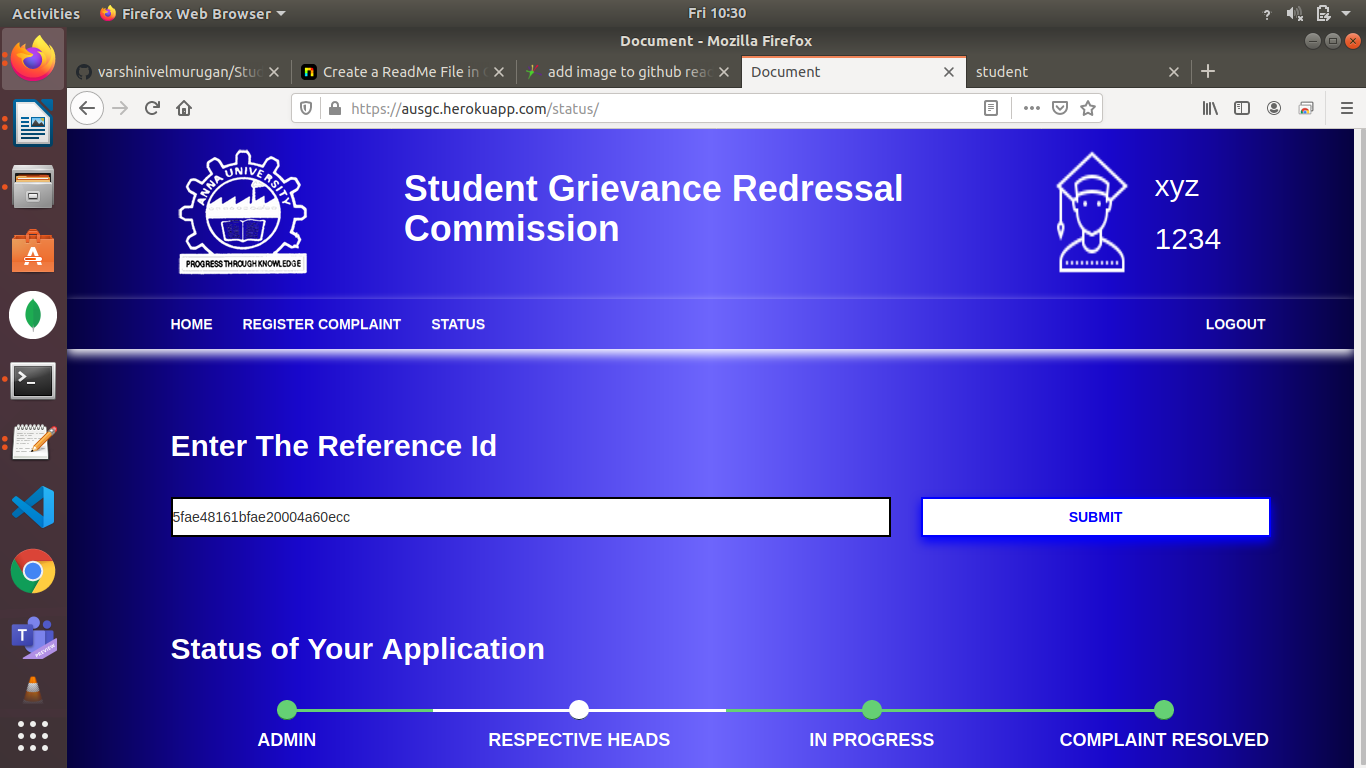 Activities Firefox Web Browser Fri 10:30 ?
Document - Mozilla Firefox
varshinivelmurugan/Stud Create a ReadMe File in add image to github read Document student
https://ausgc.herokuapp.com/status/
ANNA UNIVERSITY
PROGRESS THROUGH KNOWLEDGE
Student Grievance Redressal
Commission
xyz
1234
HOME REGISTER COMPLAINT STATUS LOGOUT
Enter The Reference Id
5fae48161bfae20004a60ecc SUBMIT
T
PREVIEW
Status of Your Application
ADMIN RESPECTIVE HEADS IN PROGRESS COMPLAINT RESOLVED